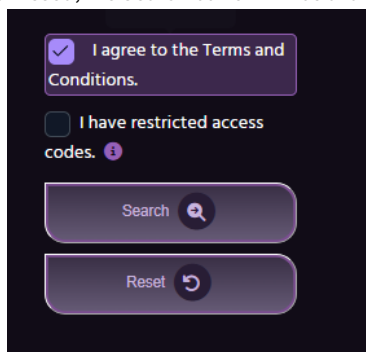 I agree to the Terms and
Conditions.
I have restricted access
codes.
Search
Reset